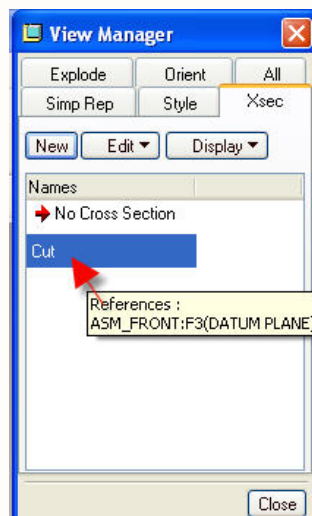 View Manager
Explode Orient All
Simp Rep Style Xsec
New Edit Display
Names
No Cross Section
Cut
References :
ASM_FRONT:F3(DATUM PLANE)
Close